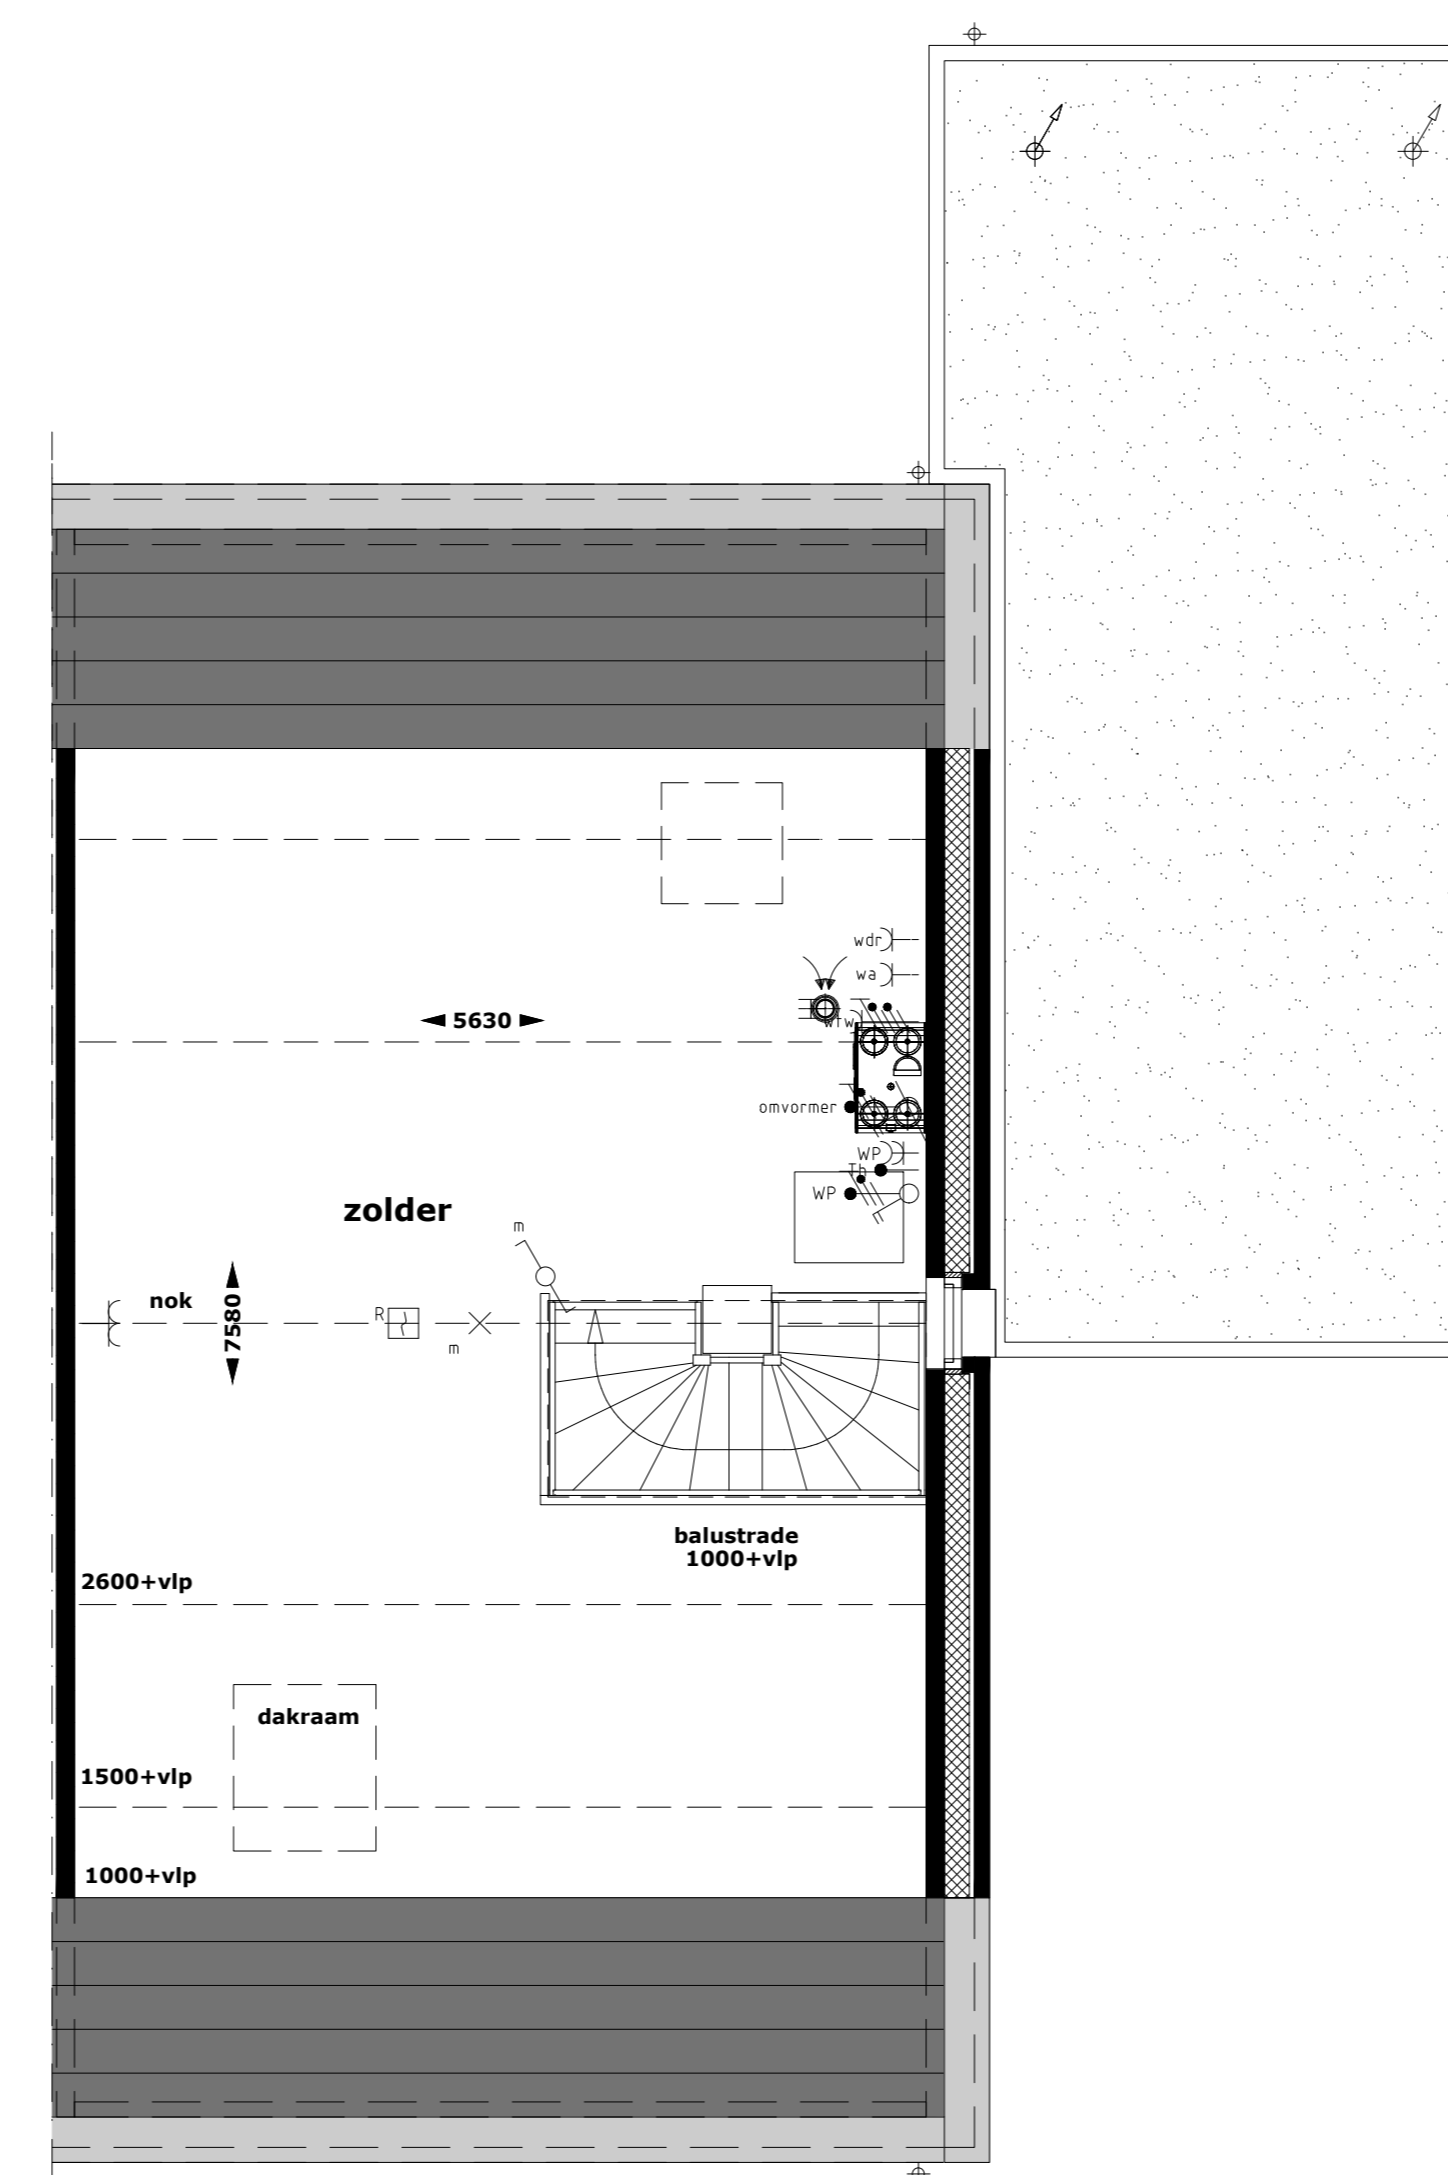 wdr
wa
5630
wtw
omvormer
WP
Th
WP
zolder
m
nok
7580
R
m
balustrade
1000+vlp
2600+vlp
dakraam
1500+vlp
1000+vlp